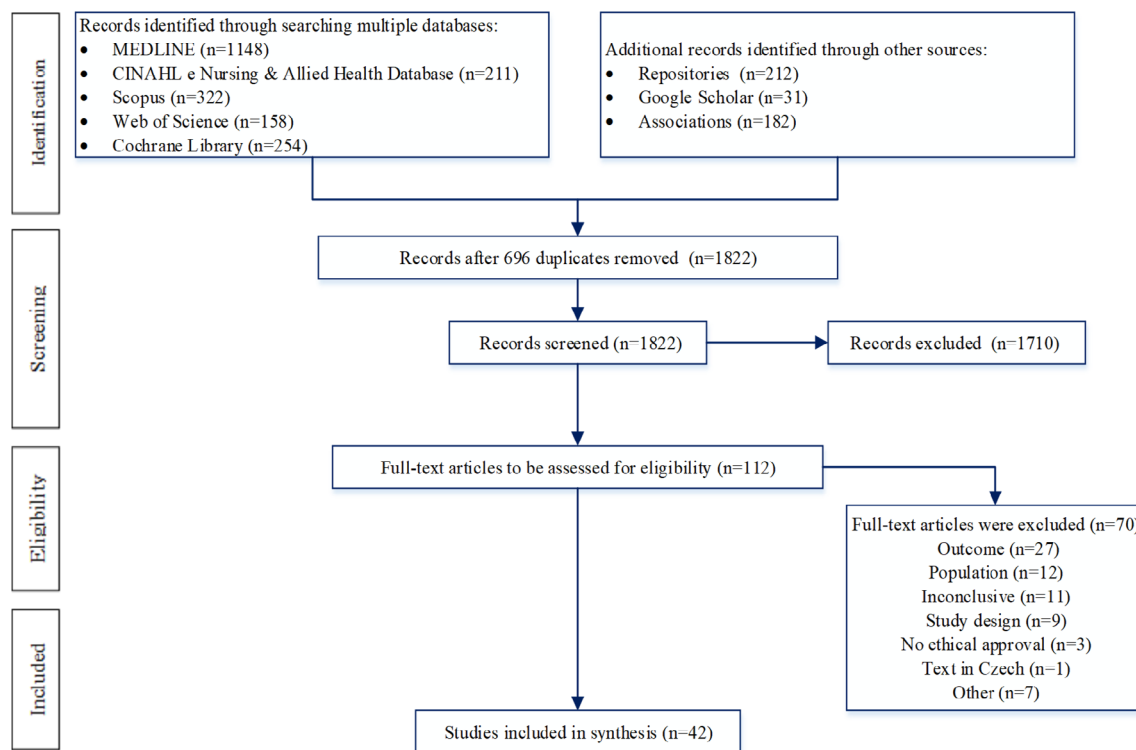 Identification
Records identified through searching multiple databases:
• MEDLINE (n=1148)
• CINAHL e Nursing & Allied Health Database (n=211)
• Scopus (n=322)
• Web of Science (n=158)
• Cochrane Library (n=254)
Additional records identified through other sources:
• Repositories (n=212)
• Google Scholar (n=31)
• Associations (n=182)
Screening
Records after 696 duplicates removed (n=1822)
Records screened (n=1822)
Records excluded (n=1710)
Eligibility
Full-text articles to be assessed for eligibility (n=112)
Full-text articles were excluded (n=70)
Outcome (n=27)
Population (n=12)
Inconclusive (n=11)
Study design (n=9)
No ethical approval (n=3)
Text in Czech (n=1)
Other (n=7)
Included
Studies included in synthesis (n=42)